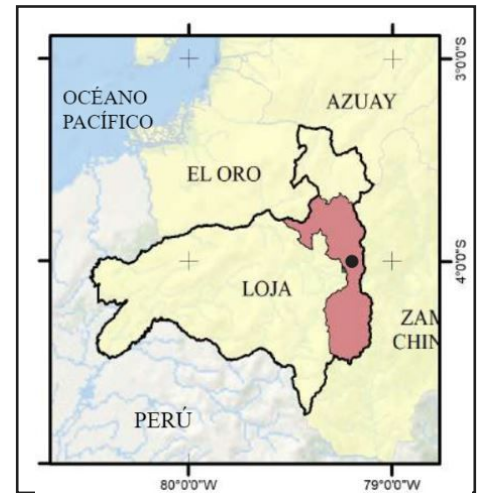 OCÉANO
PACÍFICO
AZUAY
EL ORO
LOJA
ZAM
CHIN
PERÚ
3°0'0"S
4°0'0"S
80°0'0"W
79°0'0"W